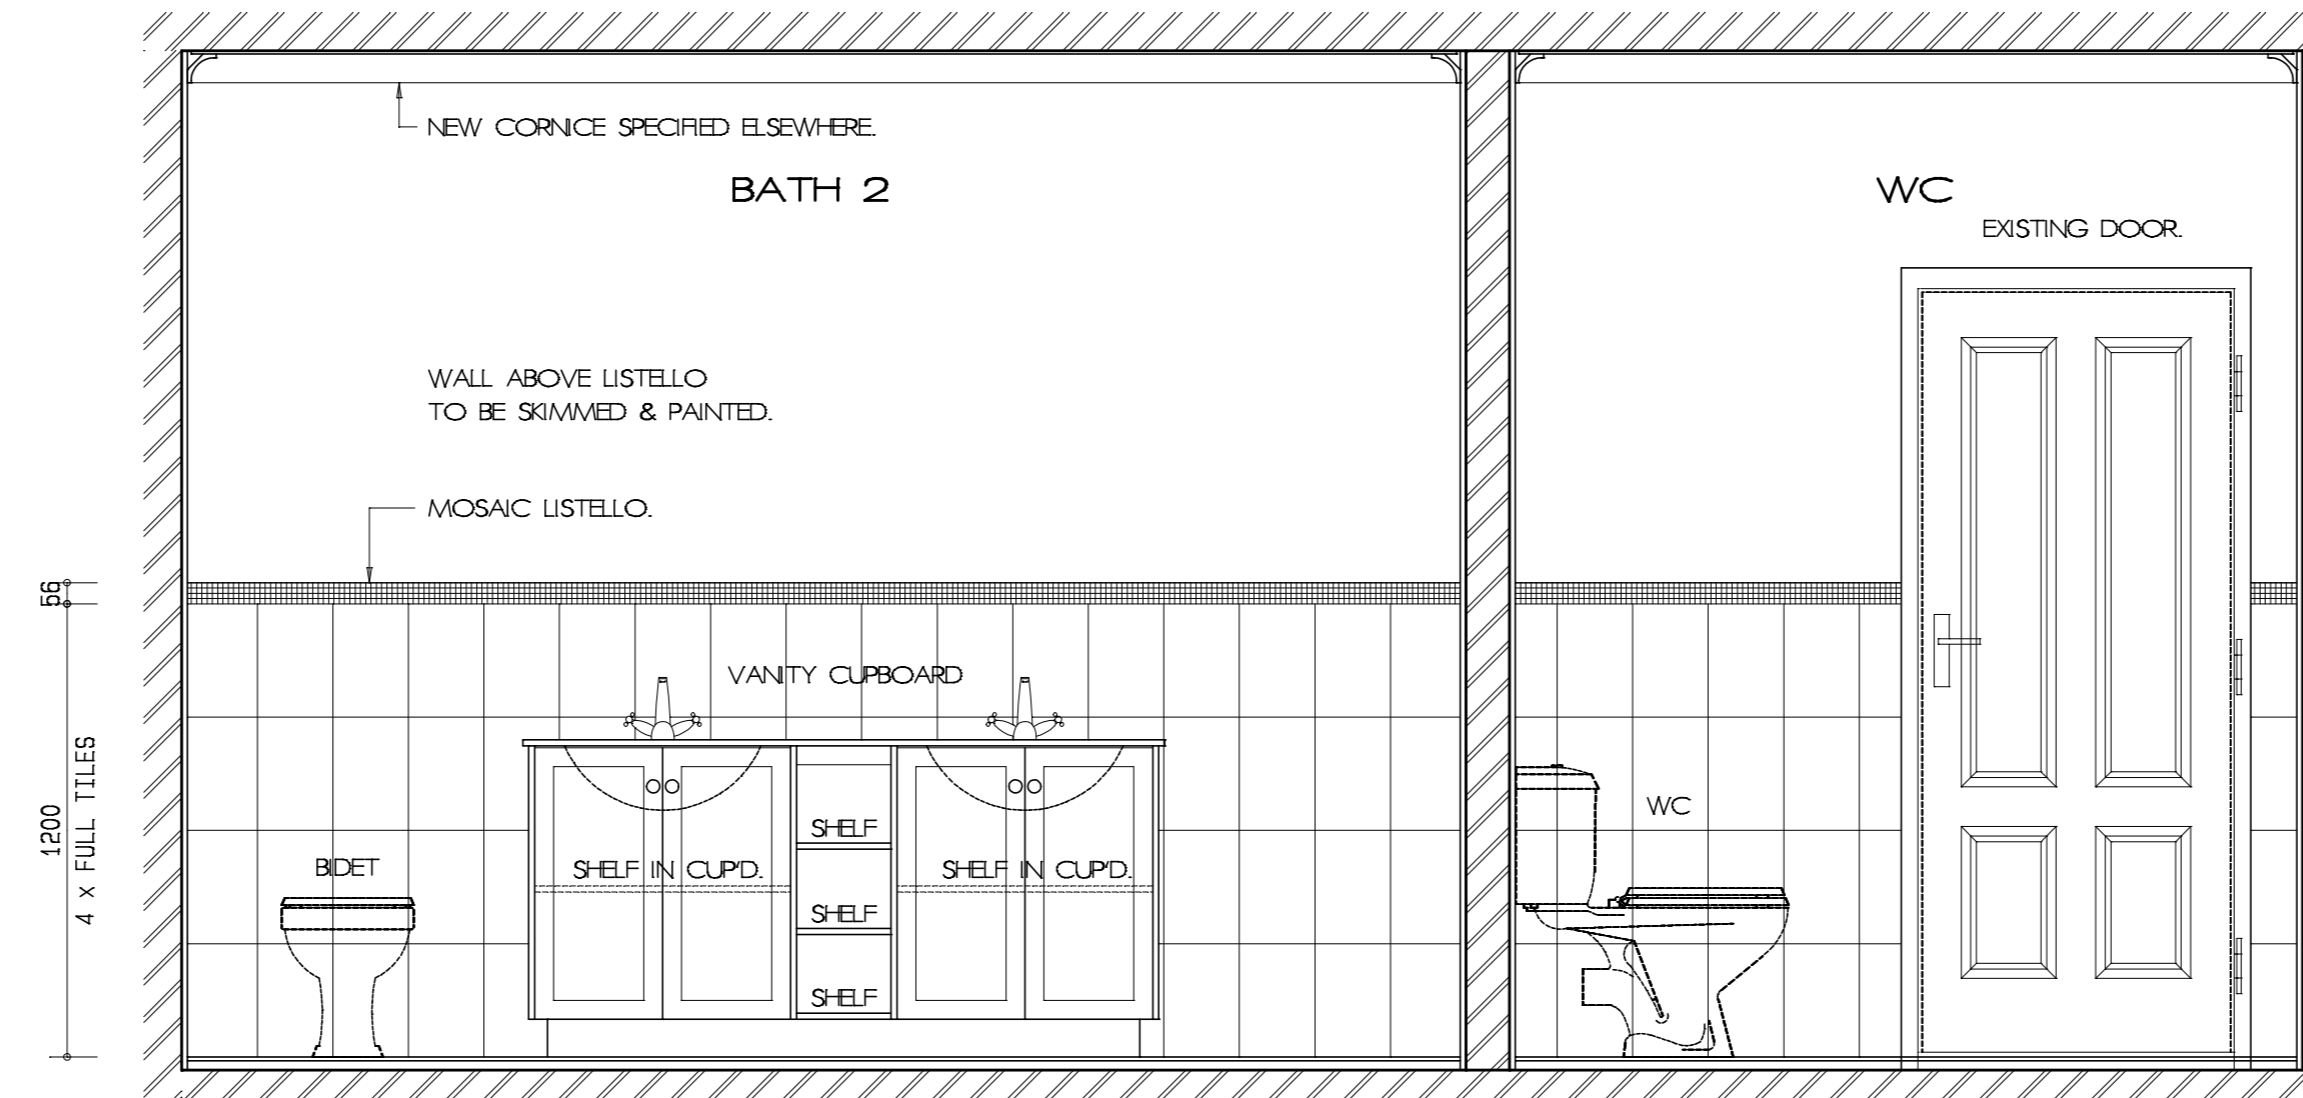 NEW CORNICE SPECIFIED ELSEWHERE.
BATH 2
WC
EXISTING DOOR.
WALL ABOVE LISTELLO
TO BE SKIMMED & PAINTED.
MOSAIC LISTELLO.
56
1200
4 x FULL TILES
VANITY CUPBOARD
BIDET
SHELF IN CUP'D.
SHELF
SHELF
SHELF
SHELF IN CUP'D.
WC